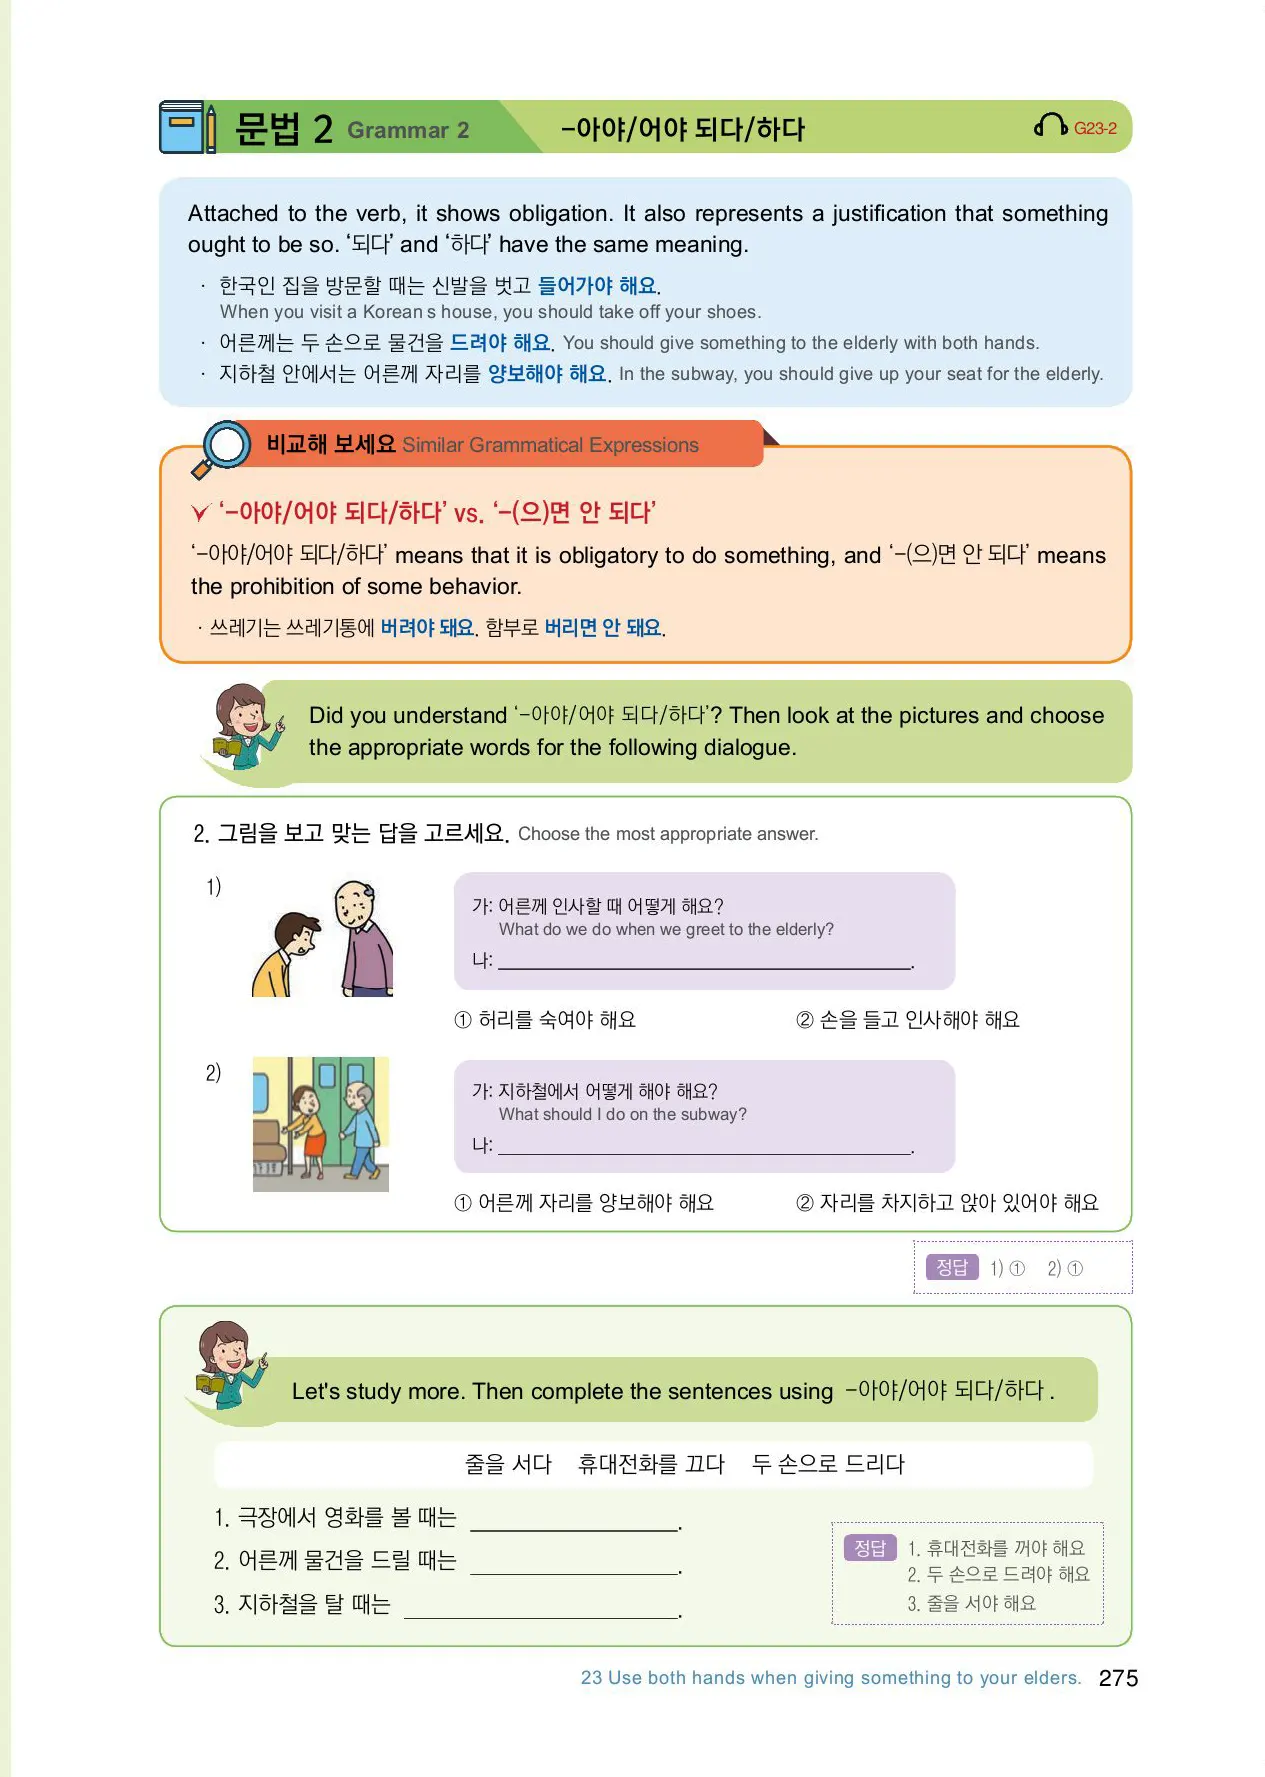 문법 2 Grammar 2 -아야/어야 되다/하다 G23-2
Attached to the verb, it shows obligation. It also represents a justification that something
ought to be so. ‘되다’ and ‘하다’ have the same meaning.
· 한국인 집을 방문할 때는 신발을 벗고 들어가야 해요.
When you visit a Korean s house, you should take off your shoes.
· 어른께는 두 손으로 물건을 드려야 해요. You should give something to the elderly with both hands.
· 지하철 안에서는 어른께 자리를 양보해야 해요. In the subway, you should give up your seat for the elderly.
비교해 보세요 Similar Grammatical Expressions
‘-아야/어야 되다/하다’ vs. ‘-(으)면 안 되다’
‘-아야/어야 되다/하다’ means that it is obligatory to do something, and ‘-(으)면 안 되다’ means
the prohibition of some behavior.
· 쓰레기는 쓰레기통에 버려야 돼요. 함부로 버리면 안 돼요.
Did you understand ‘-아야/어야 되다/하다’? Then look at the pictures and choose
the appropriate words for the following dialogue.
2. 그림을 보고 맞는 답을 고르세요. Choose the most appropriate answer.
1)
가: 어른께 인사할 때 어떻게 해요?
What do we do when we greet to the elderly?
나: ____________________.
① 허리를 숙여야 해요 ② 손을 들고 인사해야 해요
2)
가: 지하철에서 어떻게 해야 해요?
What should I do on the subway?
나: ____________________.
① 어른께 자리를 양보해야 해요 ② 자리를 차지하고 앉아 있어야 해요
정답 1) ① 2) ①
Let's study more. Then complete the sentences using -아야/어야 되다/하다 .
줄을 서다 휴대전화를 끄다 두 손으로 드리다
1. 극장에서 영화를 볼 때는 ____________________.
2. 어른께 물건을 드릴 때는 ____________________.
3. 지하철을 탈 때는 ____________________.
정답 1. 휴대전화를 꺼야 해요
2. 두 손으로 드려야 해요
3. 줄을 서야 해요
23 Use both hands when giving something to your elders. 275